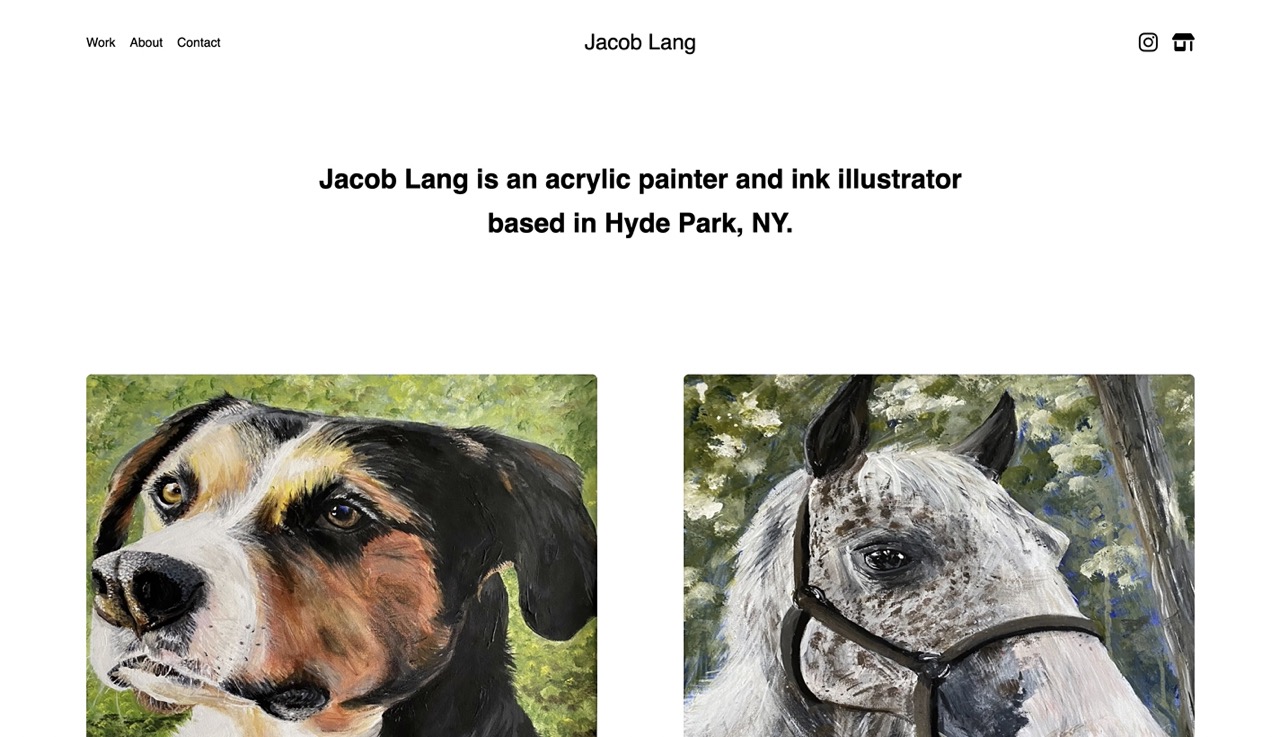 Work About Contact
Jacob Lang
Jacob Lang is an acrylic painter and ink illustrator
based in Hyde Park, NY.